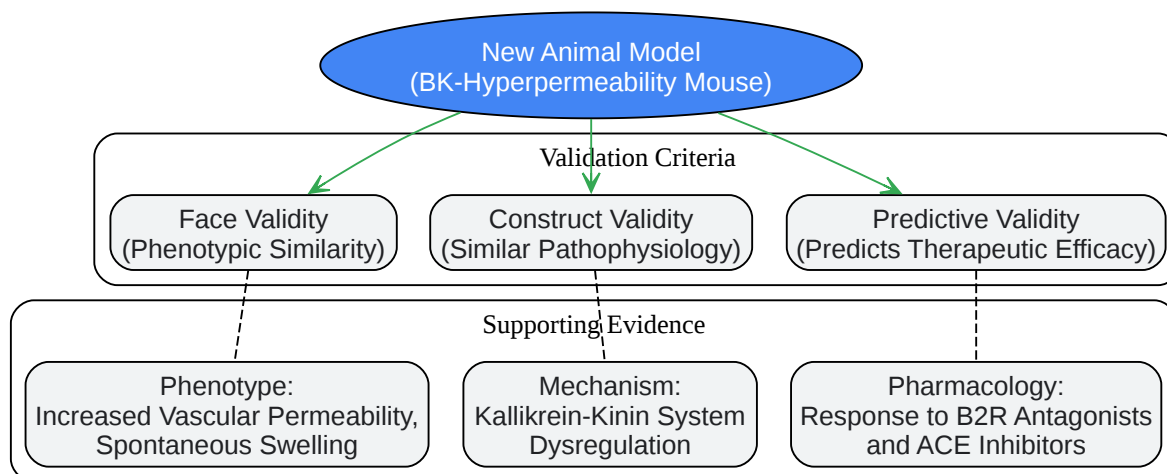 New Animal Model
(BK-Hyperpermeability Mouse)
Validation Criteria
Face Validity
(Phenotypic Similarity)
Construct Validity
(Similar Pathophysiology)
Predictive Validity
(Predicts Therapeutic Efficacy)
Supporting Evidence
Phenotype:
Increased Vascular Permeability,
Spontaneous Swelling
Mechanism:
Kallikrein-Kinin System
Dysregulation
Pharmacology:
Response to B2R Antagonists
and ACE Inhibitors